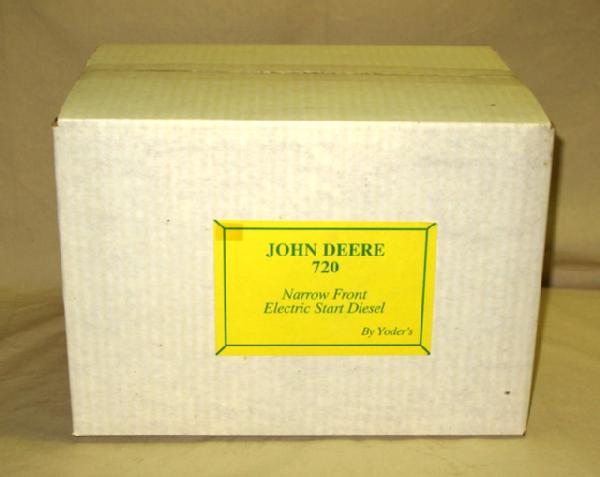 JOHN DEERE
720
Narrow Front
Electric Start Diesel
By Yoder's